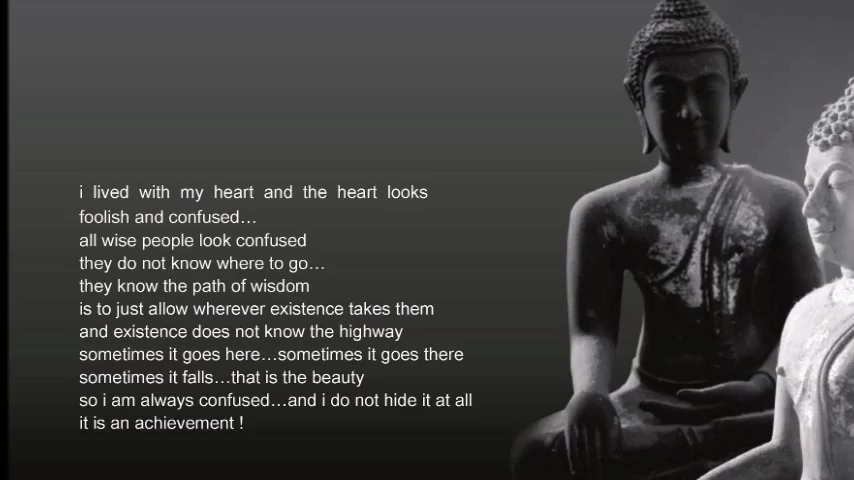 i lived with my heart and the heart looks
foolish and confused…
all wise people look confused
they do not know where to go…
they know the path of wisdom
is to just allow wherever existence takes them
and existence does not know the highway
sometimes it goes here…sometimes it goes there
sometimes it falls…that is the beauty
so i am always confused…and i do not hide it at all
it is an achievement !